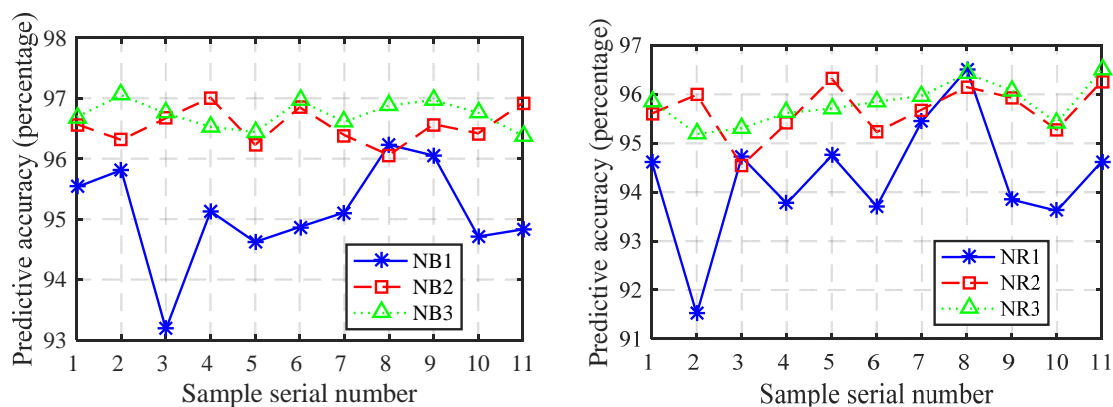 Predictive accuracy (percentage)
98
97
96
95
94
93
1 2 3 4 5 6 7 8 9 10 11
Sample serial number
NB1
NB2
NB3
Predictive accuracy (percentage)
97
96
95
94
93
92
91
1 2 3 4 5 6 7 8 9 10 11
Sample serial number
NR1
NR2
NR3